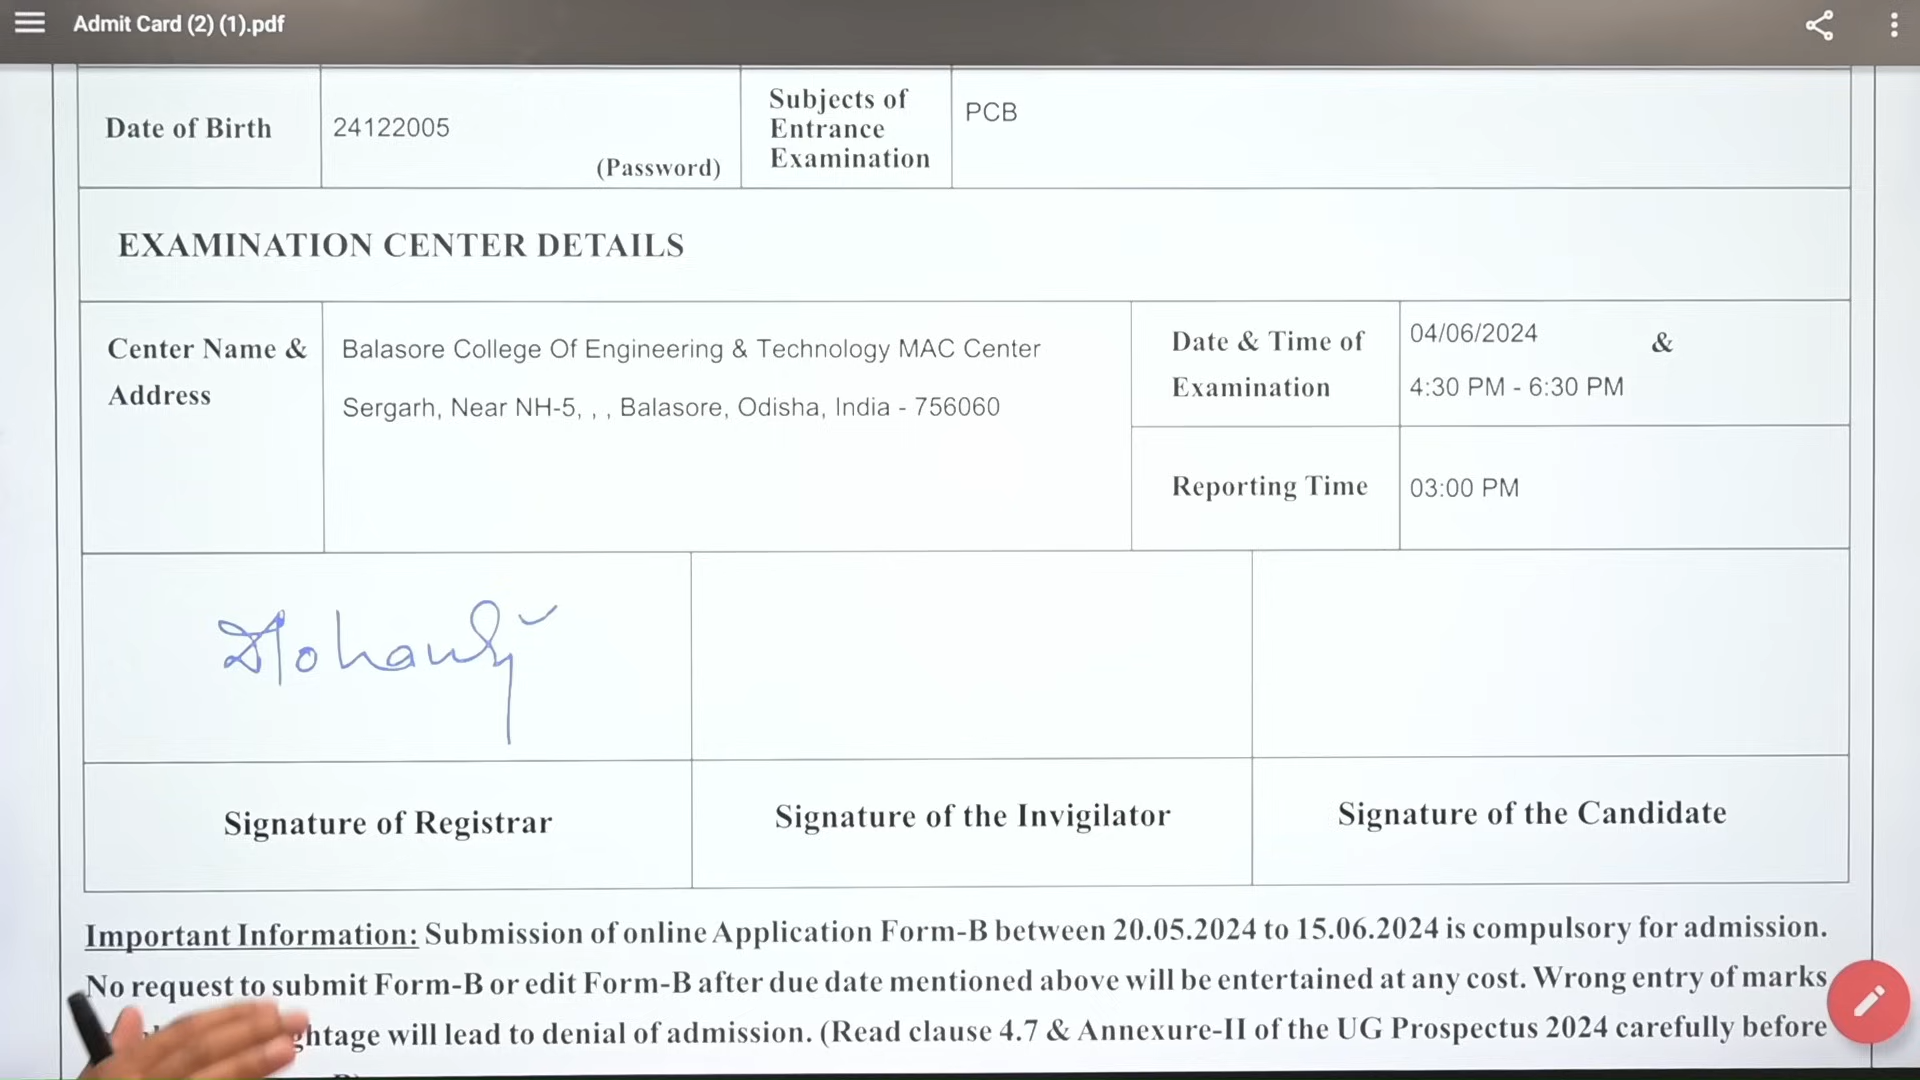 Admit Card (2) (1).pdf
Date of Birth
24122005
(Password)
Subjects of
Entrance
Examination
PCB
EXAMINATION CENTER DETAILS
Center Name &
Address
Balasore College Of Engineering & Technology MAC Center
Sergarh, Near NH-5, , , Balasore, Odisha, India - 756060
Date & Time of
Examination
04/06/2024 &
4:30 PM - 6:30 PM
Reporting Time
03:00 PM
Mohanty
Signature of Registrar
Signature of the Invigilator
Signature of the Candidate
Important Information: Submission of online Application Form-B between 20.05.2024 to 15.06.2024 is compulsory for admission.
No request to submit Form-B or edit Form-B after due date mentioned above will be entertained at any cost. Wrong entry of marks
will lead to denial of admission. (Read clause 4.7 & Annexure-II of the UG Prospectus 2024 carefully before